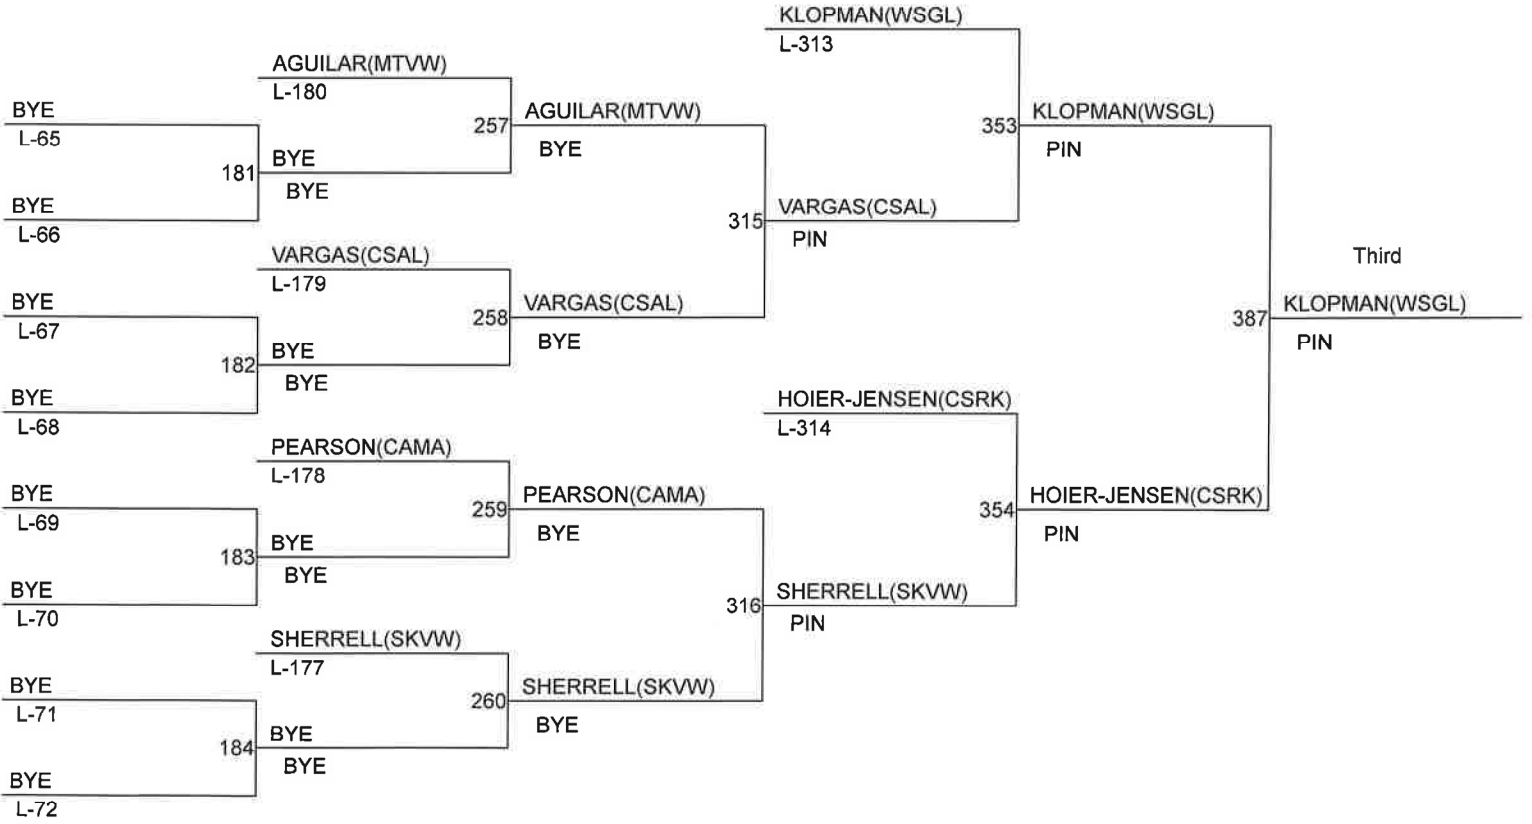 KLOPMAN(WSGL)
L-313
AGUILAR(MTVW)
L-180
BYE
L-65
257
AGUILAR(MTVW)
BYE
353
KLOPMAN(WSGL)
PIN
181
BYE
BYE
BYE
L-66
315
VARGAS(CSAL)
PIN
VARGAS(CSAL)
L-179
Third
BYE
L-67
258
VARGAS(CSAL)
BYE
387
KLOPMAN(WSGL)
PIN
182
BYE
BYE
BYE
L-68
HOIER-JENSEN(CSRK)
L-314
PEARSON(CAMA)
L-178
BYE
L-69
259
PEARSON(CAMA)
BYE
354
HOIER-JENSEN(CSRK)
PIN
183
BYE
BYE
BYE
L-70
316
SHERRELL(SKVW)
PIN
SHERRELL(SKVW)
L-177
BYE
L-71
260
SHERRELL(SKVW)
BYE
184
BYE
BYE
BYE
L-72